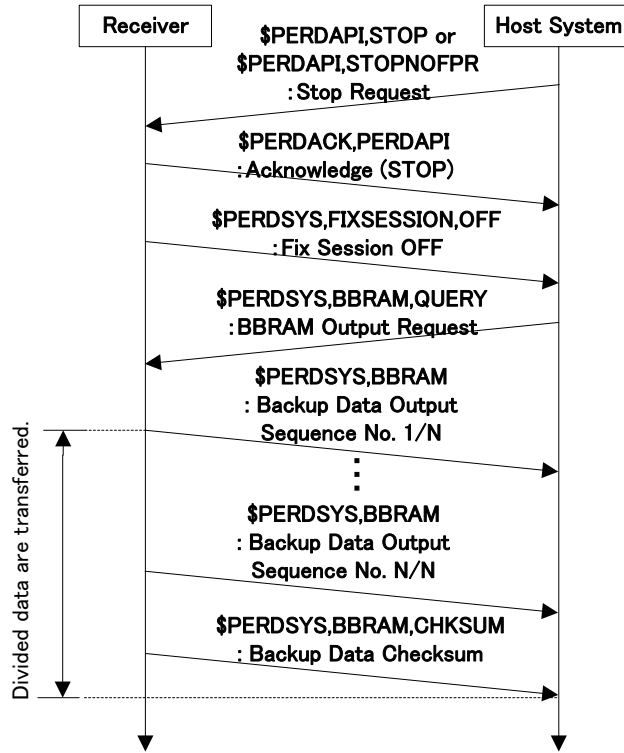 Receiver
Host System
$PERDAPI,STOP or
$PERDAPI,STOPNOFPR
:Stop Request
$PERDACK,PERDAPI
:Acknowledge (STOP)
$PERDSYS,FIXSESSION,OFF
:Fix Session OFF
$PERDSYS,BBRAM,QUERY
:BBRAM Output Request
$PERDSYS,BBRAM
: Backup Data Output
Sequence No. 1/N
Divided data are transferred.
$PERDSYS,BBRAM
: Backup Data Output
Sequence No. N/N
$PERDSYS,BBRAM,CHKSUM
: Backup Data Checksum